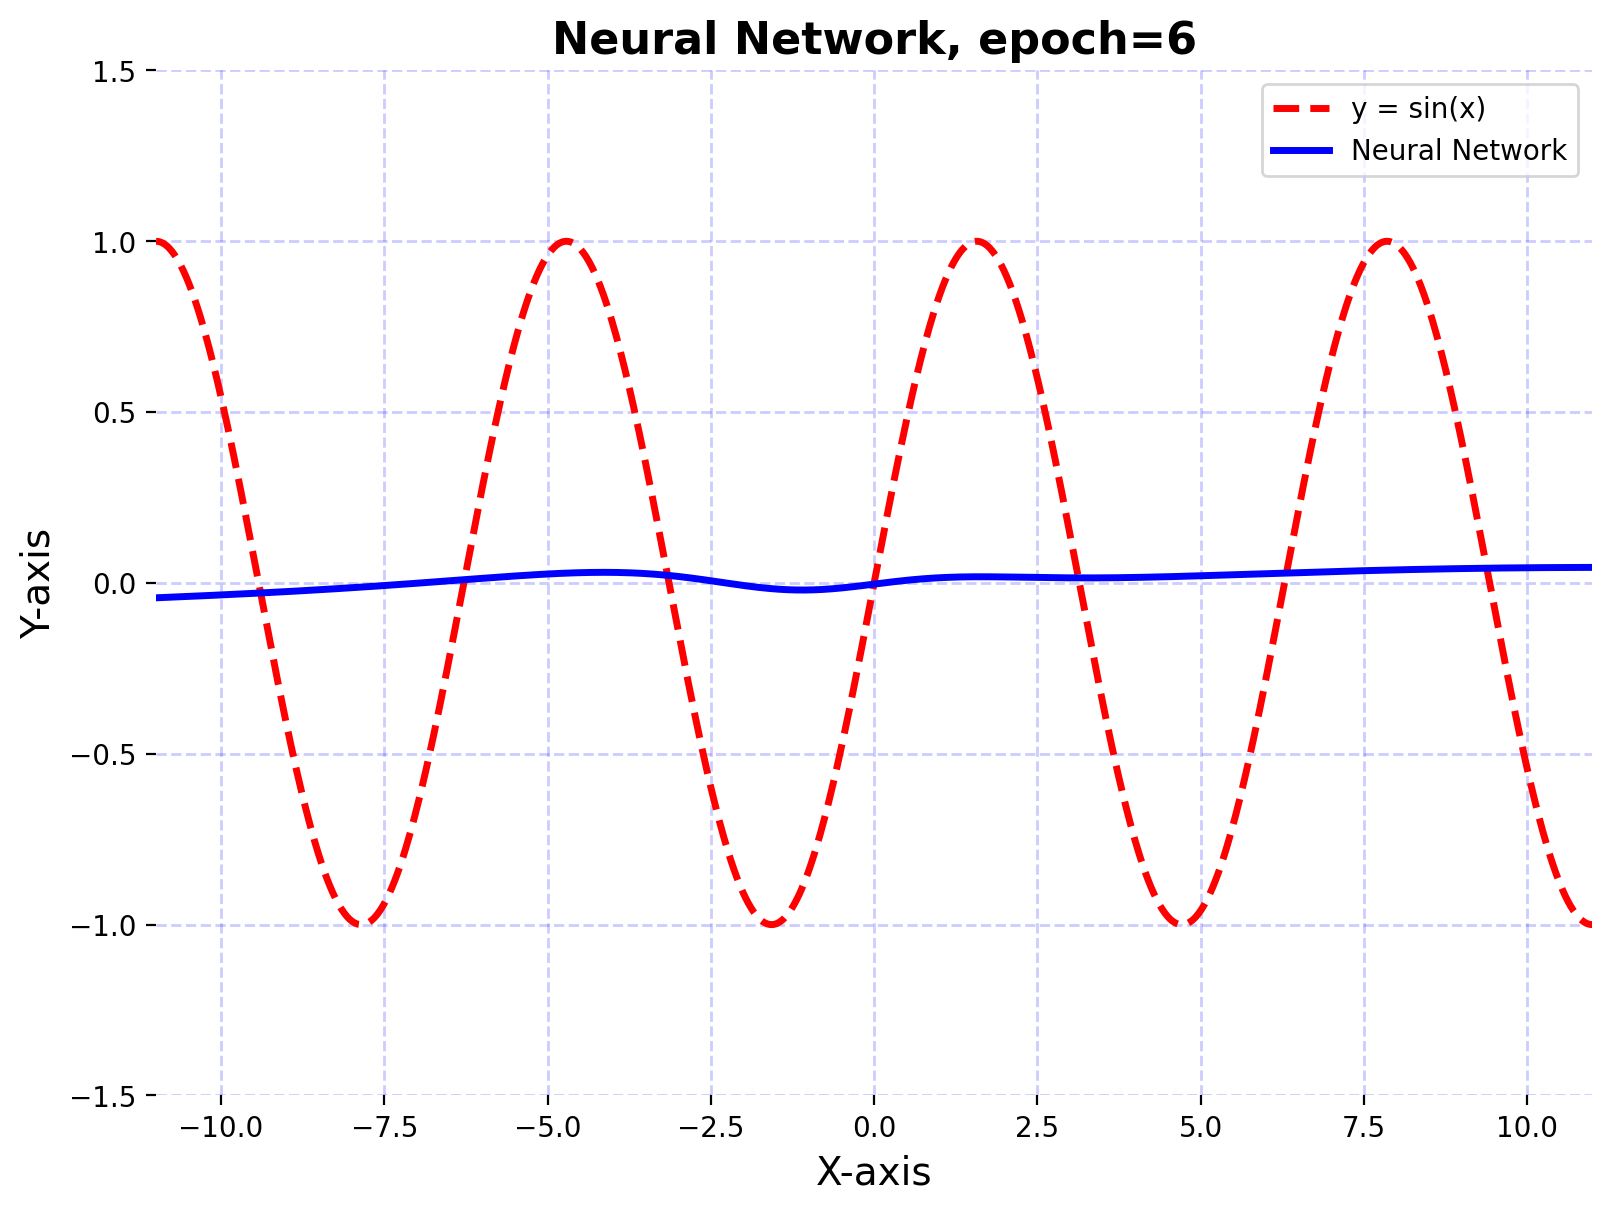 Neural Network, epoch=6
y = sin(x)
Neural Network
Y-axis
1.5
1.0
0.5
0.0
−0.5
−1.0
−1.5
−10.0 −7.5 −5.0 −2.5 0.0 2.5 5.0 7.5 10.0
X-axis